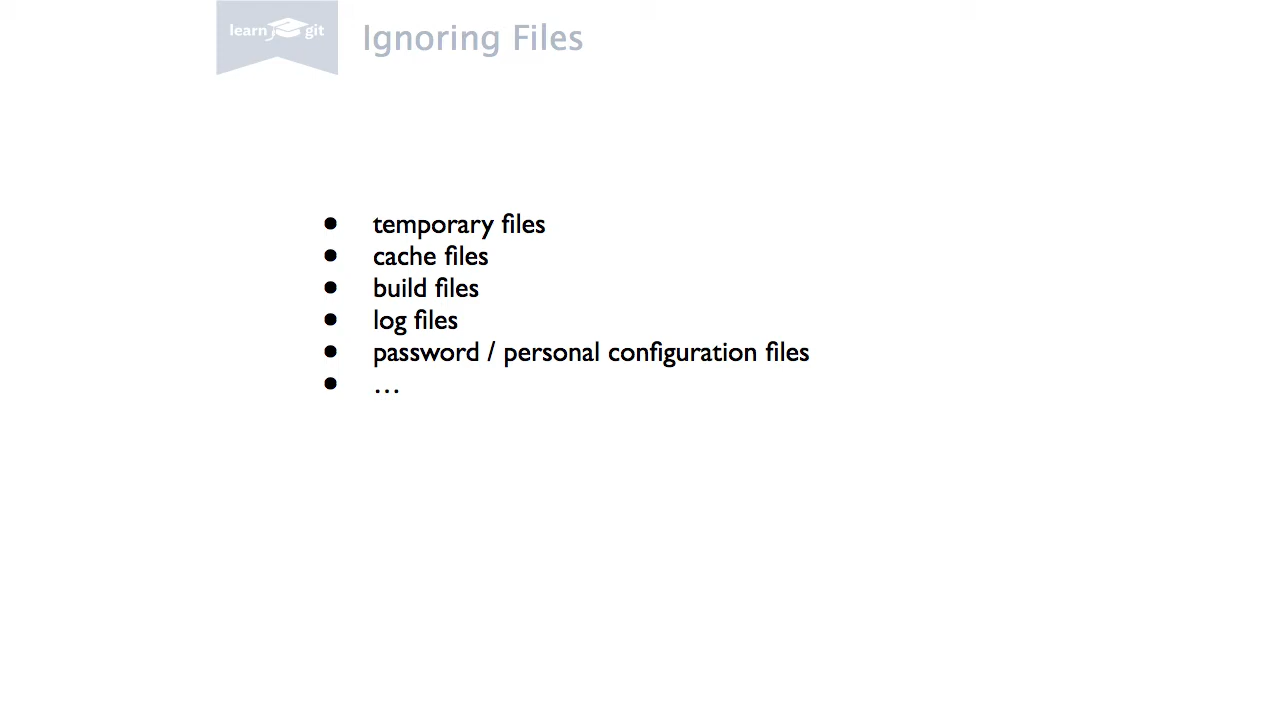 learn git
Ignoring Files
● temporary files
● cache files
● build files
● log files
● password / personal configuration files
● …